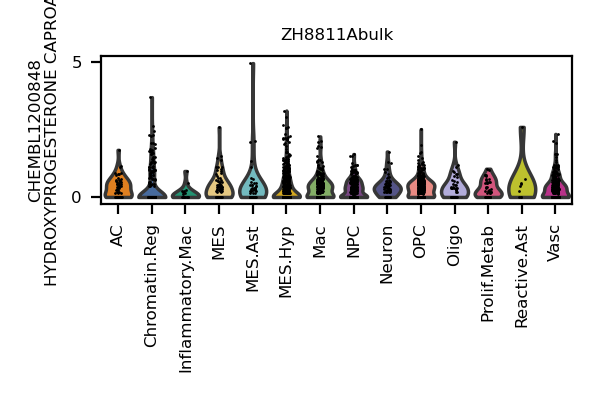 ZH8811Abulk
CHEMBL1200848
HYDROXYPROGESTERONE
5
0
AC
Chromatin.Reg
Inflammatory.Mac
MES
MES.Ast
MES.Hyp
Mac
NPC
Neuron
OPC
Oligo
Prolif.Metab
Reactive.Ast
Vasc